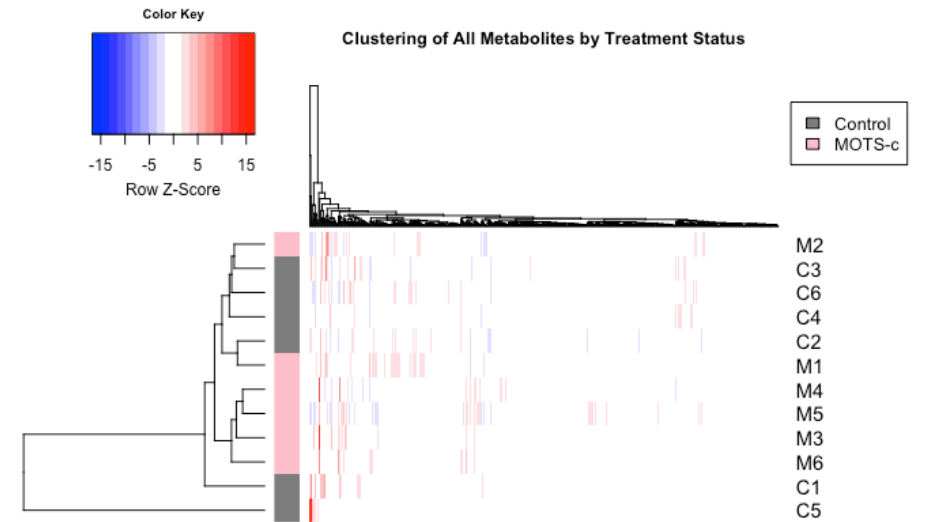 Color Key
Clustering of All Metabolites by Treatment Status
-15 -5 5 15
Row Z-Score
Control
MOTS-c
M2
C3
C6
C4
C2
M1
M4
M5
M3
M6
C1
C5